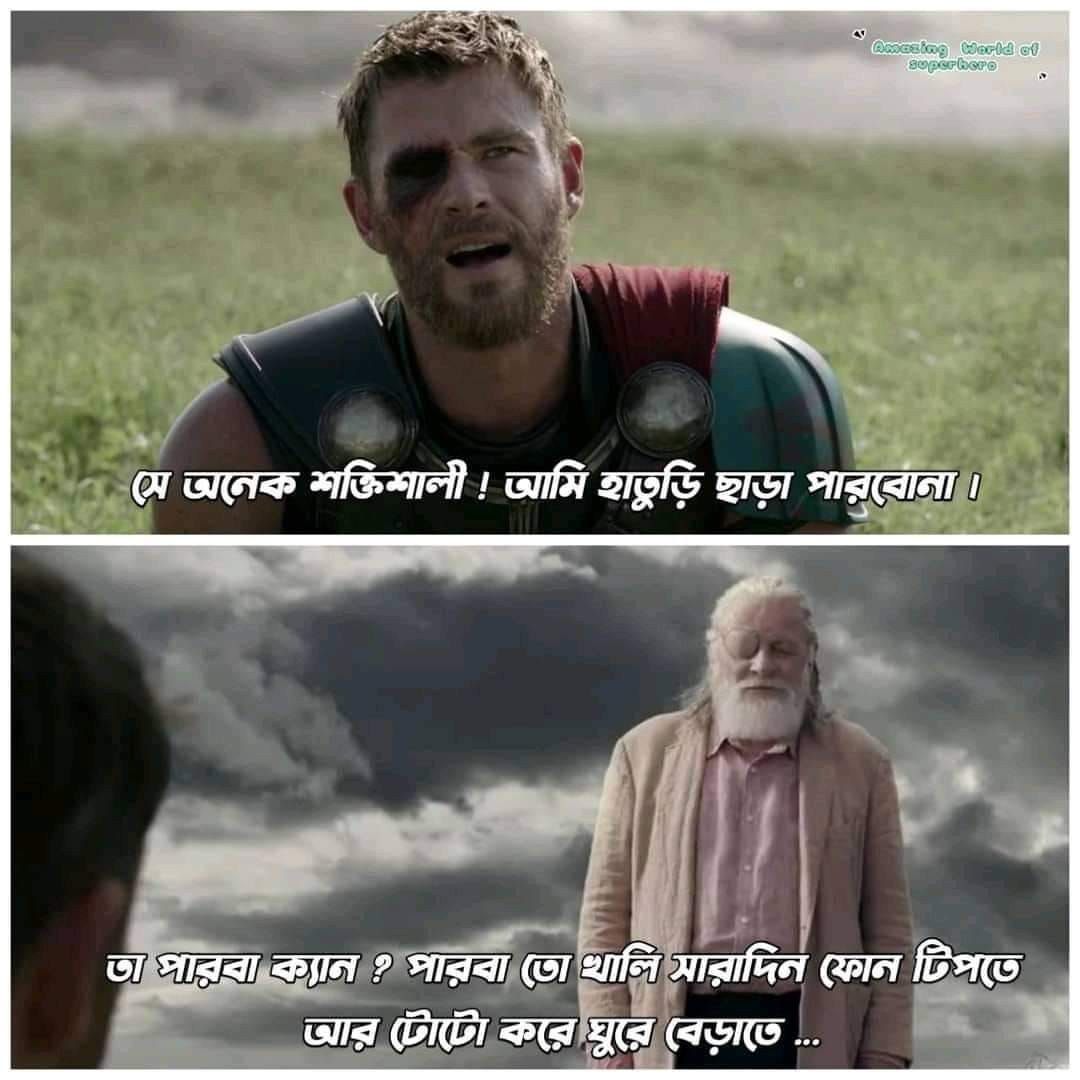 Amazing World of
superhero
সে অনেক শক্তিশালী ! আমি হাতুড়ি ছাড়া পারবোনা ।
তা পারবা ক্যান ? পারবা তো খালি সারাদিন ফোন টিপতে
আর টোটো করে ঘুরে বেড়াতে ...